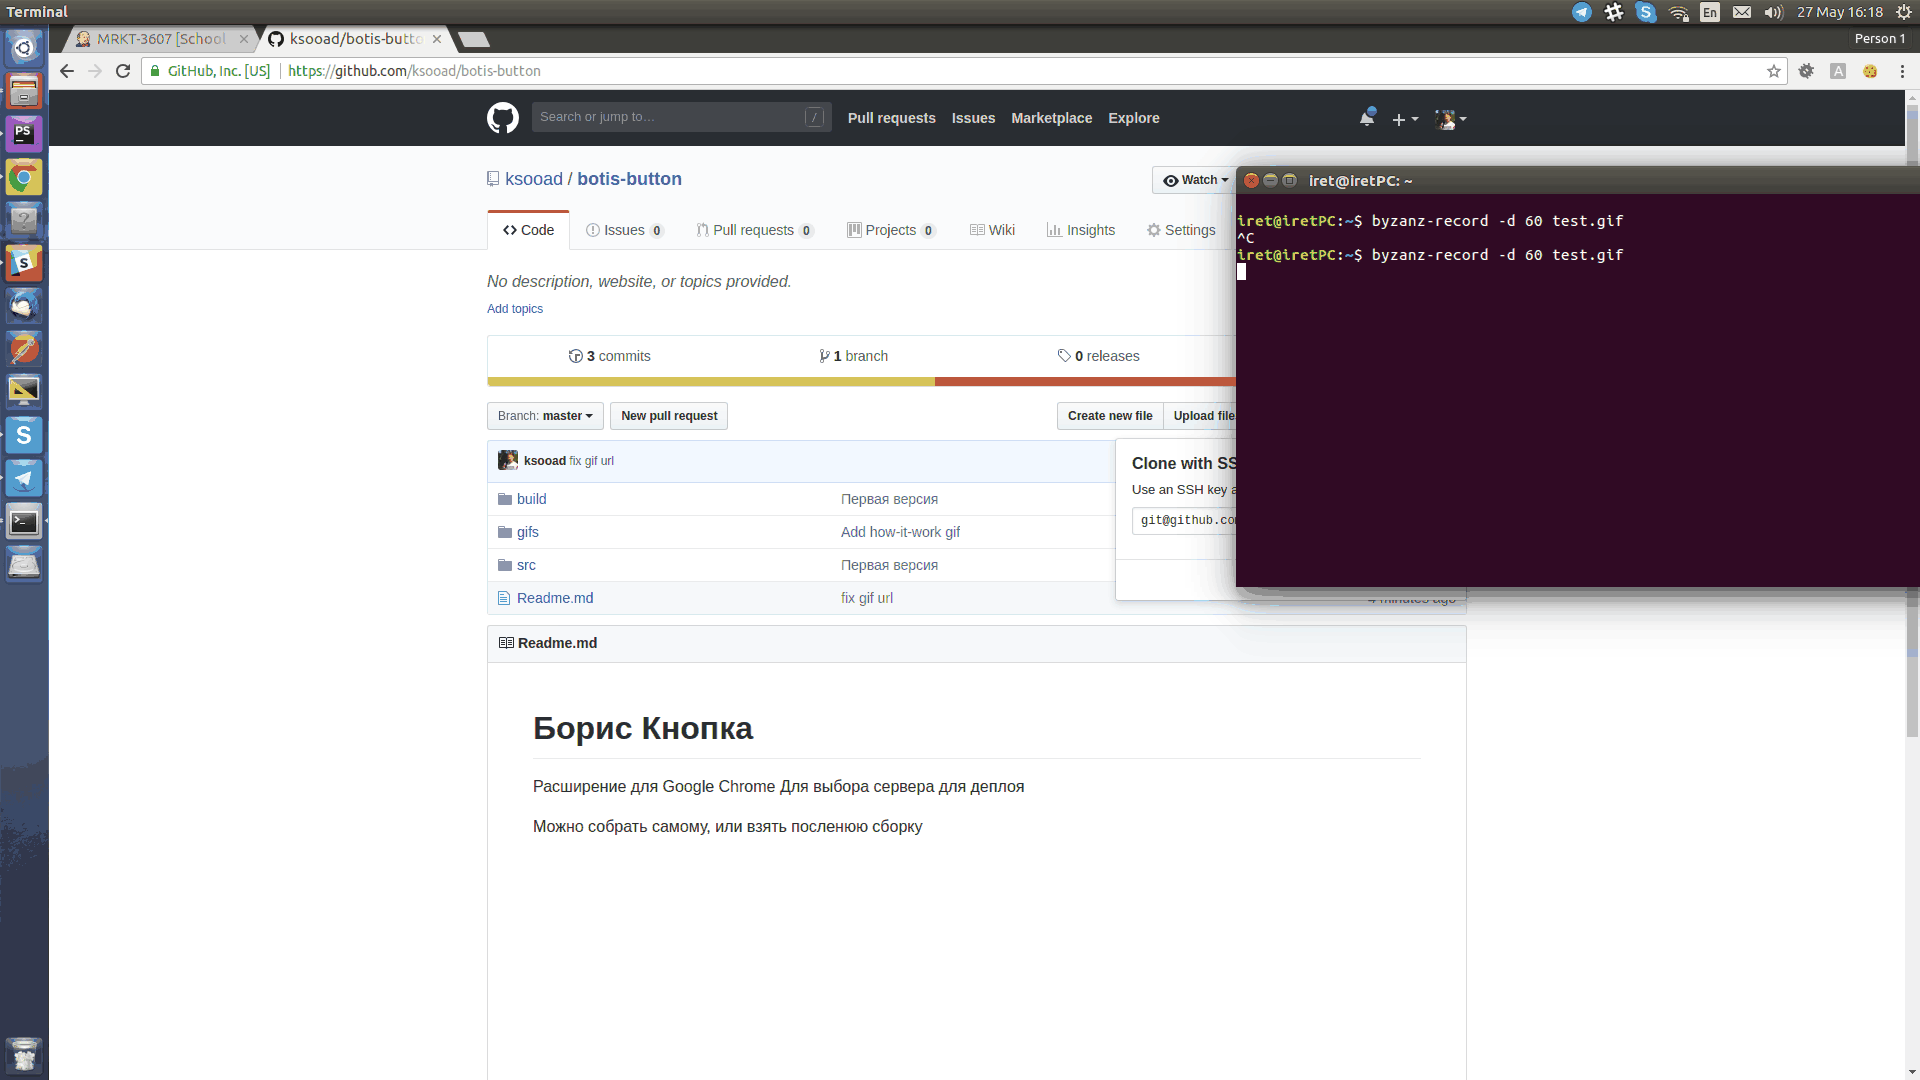 Terminal
En
27 May 16:18
MRKT-3607 [School
ksooad/botis-butto
Person 1
GitHub, Inc. [US]
https://github.com/ksooad/botis-button
Search or jump to…
/
Pull requests
Issues
Marketplace
Explore
ksooad / botis-button
Watch
iret@iretPC: ~
Code
Issues 0
Pull requests 0
Projects 0
Wiki
Insights
Settings
iret@iretPC:~$ byzanz-record -d 60 test.gif
^C
iret@iretPC:~$ byzanz-record -d 60 test.gif
No description, website, or topics provided.
Add topics
3 commits
1 branch
0 releases
Branch: master
New pull request
Create new file
Upload file
ksooad fix gif url
Clone with SS
Use an SSH key a
git@github.co
build
Первая версия
gifs
Add how-it-work gif
src
Первая версия
Readme.md
fix gif url
4 minutes ago
Readme.md
Борис Кнопка
Расширение для Google Chrome Для выбора сервера для деплоя
Можно собрать самому, или взять посленюю сборку